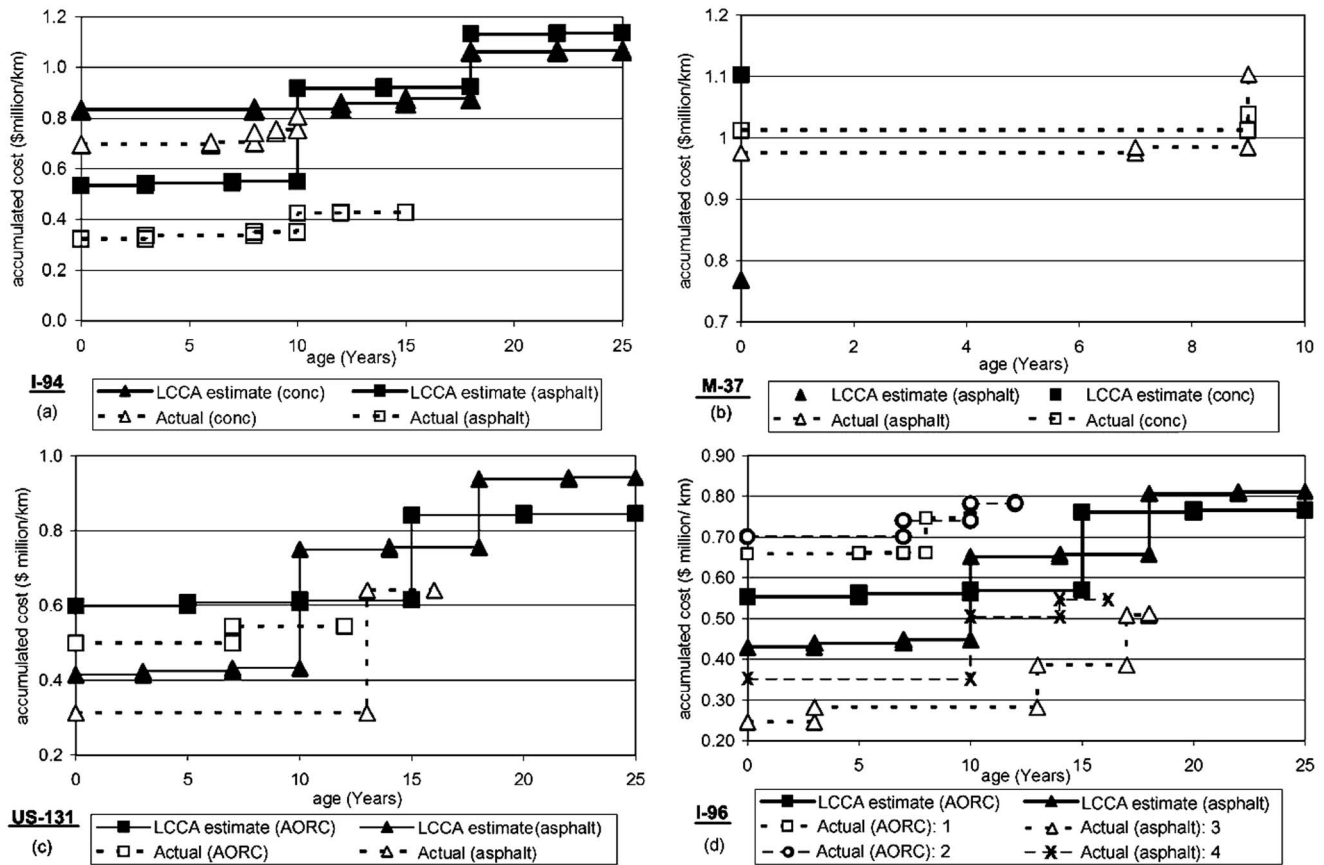 accumulated cost ($million/km)
1.2
1.0
0.8
0.6
0.4
0.2
0.0
0 5 10 15 20 25
age (Years)
I-94
(a)
LCCA estimate (conc) LCCA estimate (asphalt)
Actual (conc) Actual (asphalt)
accumulated cost ($million/km)
1.2
1.1
1
0.9
0.8
0.7
0 2 4 6 8 10
age (Years)
M-37
(b)
LCCA estimate (asphalt) LCCA estimate (conc)
Actual (asphalt) Actual (conc)
accumulated cost ($ million/km)
1.0
0.8
0.6
0.4
0.2
0 5 10 15 20 25
age (Years)
US-131
(c)
LCCA estimate (AORC) LCCA estimate (asphalt)
Actual (AORC) Actual (asphalt)
accumulated cost ($ million/ km)
0.90
0.80
0.70
0.60
0.50
0.40
0.30
0.20
0 5 10 15 20 25
age (Years)
I-96
(d)
LCCA estimate (AORC) LCCA estimate (asphalt)
Actual (AORC): 1 Actual (asphalt): 3
Actual (AORC): 2 Actual (asphalt): 4